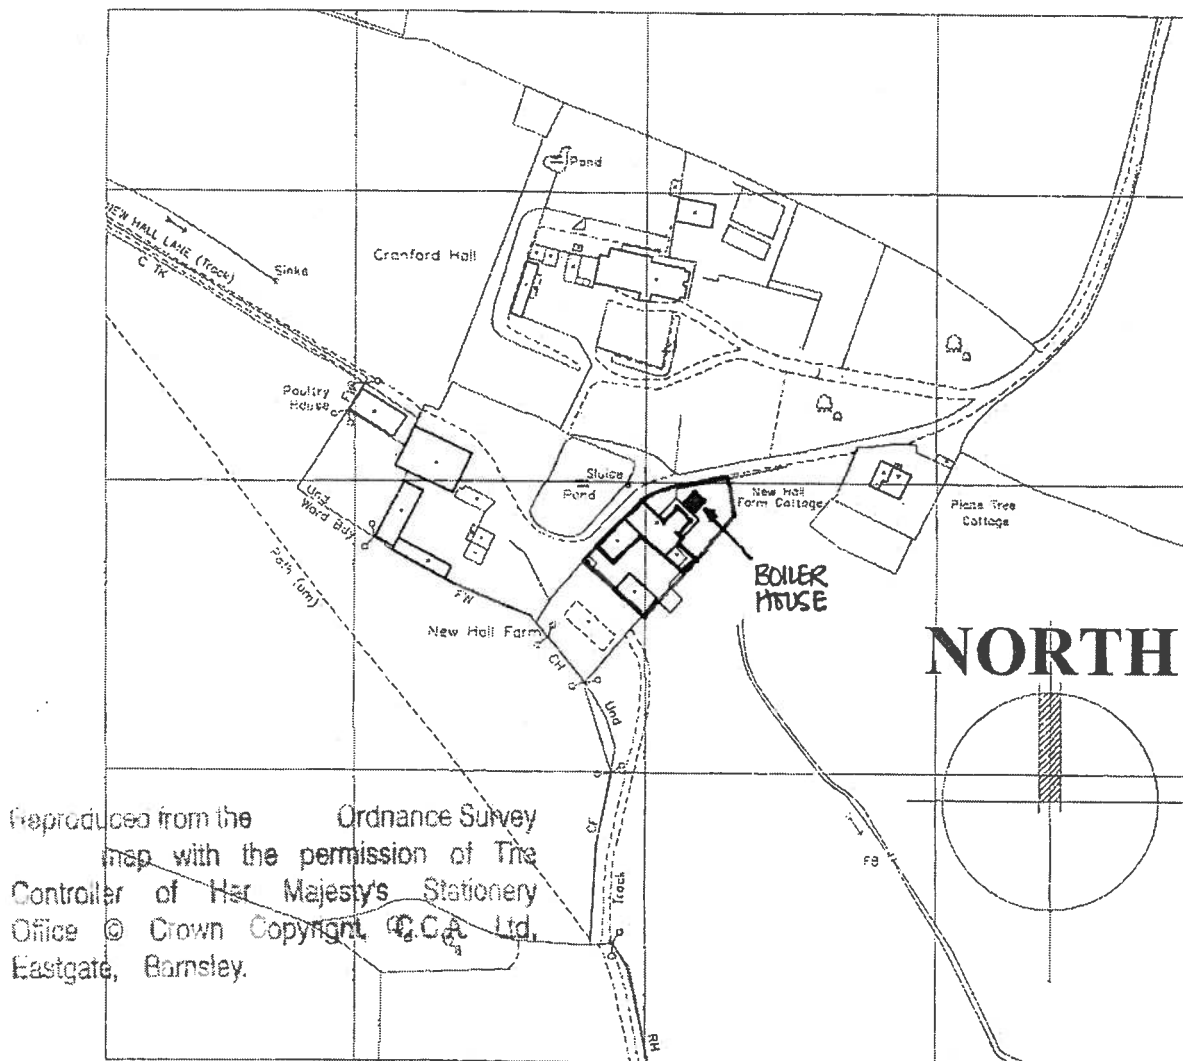 Pond
NEW HALL LANE (Track)
C TK
Sinks
Cranford Hall
Poultry
House
FW
Und
Ward Bdy
Sluice
Pond
New Hall
Farm Cottage
Plane Tree
Cottage
BOILER
HOUSE
Path (um)
FW
New Hall Farm
CH
Und
NORTH
CF
Track
FB
RH
Reproduced from the Ordnance Survey
map with the permission of The
Controller of Her Majesty's Stationery
Office © Crown Copyright, C.C.A. Ltd,
Eastgate, Barnsley.